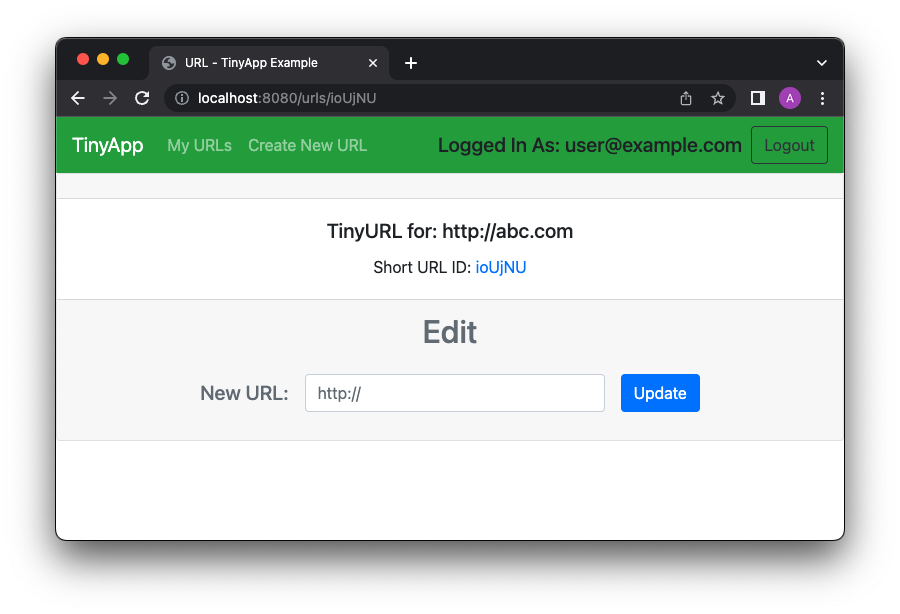 URL - TinyApp Example
localhost:8080/urls/ioUjNU
A
TinyApp My URLs Create New URL Logged In As: user@example.com Logout
TinyURL for: http://abc.com
Short URL ID: ioUjNU
Edit
New URL: http:// Update